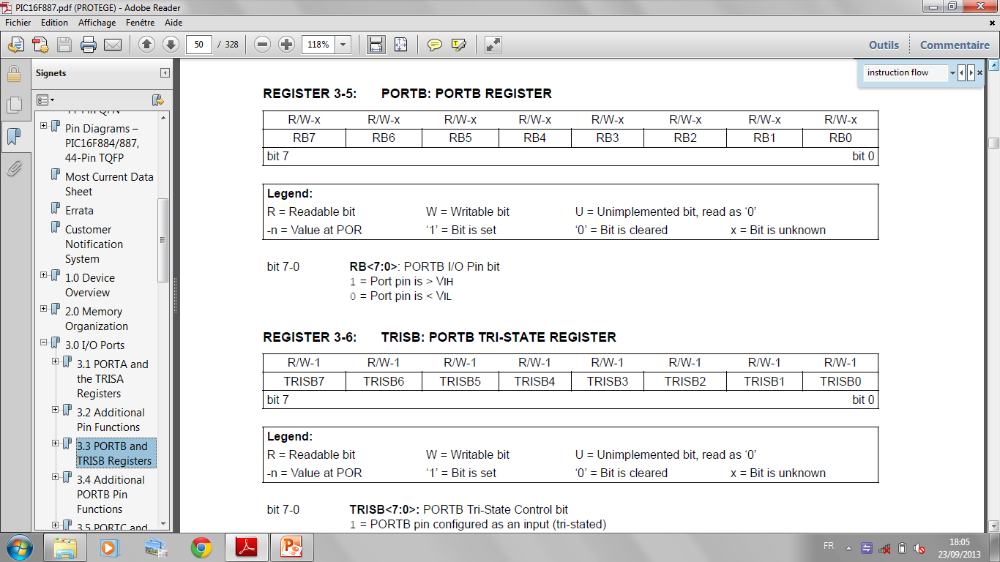 PIC16F887.pdf (PROTEGE) - Adobe Reader
Fichier Edition Affichage Fenêtre Aide
50 / 328 118% Outils Commentaire
Signets
instruction flow
Pin Diagrams –
PIC16F884/887,
44-Pin TQFP
Most Current Data
Sheet
Errata
Customer
Notification
System
1.0 Device
Overview
2.0 Memory
Organization
3.0 I/O Ports
3.1 PORTA and
the TRISA
Registers
3.2 Additional
Pin Functions
3.3 PORTB and
TRISB Registers
3.4 Additional
PORTB Pin
Functions
3.5 PORTC and
REGISTER 3-5: PORTB: PORTB REGISTER
R/W-x R/W-x R/W-x R/W-x R/W-x R/W-x R/W-x R/W-x
RB7 RB6 RB5 RB4 RB3 RB2 RB1 RB0
bit 7 bit 0
Legend:
R = Readable bit W = Writable bit U = Unimplemented bit, read as ‘0’
-n = Value at POR ‘1’ = Bit is set ‘0’ = Bit is cleared x = Bit is unknown
bit 7-0 RB<7:0>: PORTB I/O Pin bit
1 = Port pin is > VIH
0 = Port pin is < VIL
REGISTER 3-6: TRISB: PORTB TRI-STATE REGISTER
R/W-1 R/W-1 R/W-1 R/W-1 R/W-1 R/W-1 R/W-1 R/W-1
TRISB7 TRISB6 TRISB5 TRISB4 TRISB3 TRISB2 TRISB1 TRISB0
bit 7 bit 0
Legend:
R = Readable bit W = Writable bit U = Unimplemented bit, read as ‘0’
-n = Value at POR ‘1’ = Bit is set ‘0’ = Bit is cleared x = Bit is unknown
bit 7-0 TRISB<7:0>: PORTB Tri-State Control bit
1 = PORTB pin configured as an input (tri-stated)
FR 18:05
23/09/2013